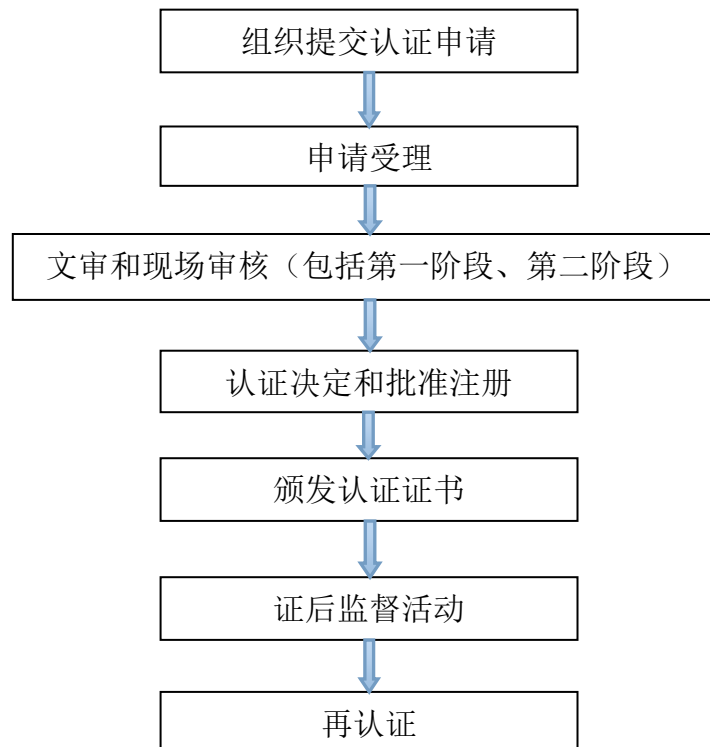 组织提交认证申请
申请受理
文审和现场审核（包括第一阶段、第二阶段）
认证决定和批准注册
颁发认证证书
证后监督活动
再认证